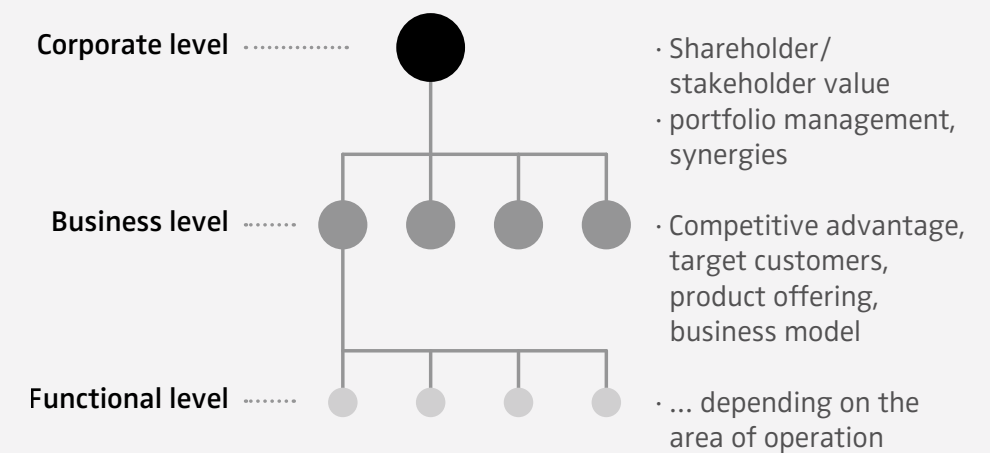 Corporate level
· Shareholder/
stakeholder value
· portfolio management,
synergies
Business level
· Competitive advantage,
target customers,
product offering,
business model
Functional level
· ... depending on the
area of operation